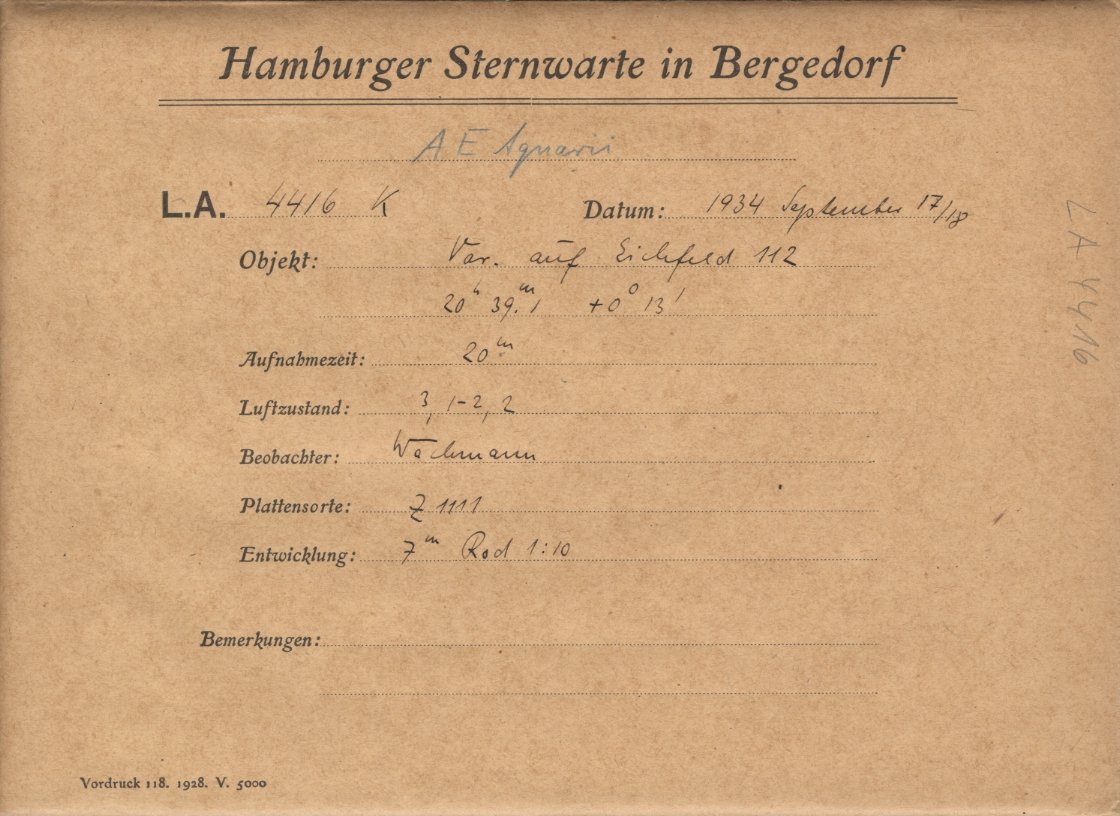 Hamburger Sternwarte in Bergedorf
AE Aquarii
L.A. 4416 K Datum: 1934 September 17/18
Objekt: Var. auf Eichfeld 112
20h 39.m1 +0° 13'
Aufnahmezeit: 20m
Luftzustand: 3, 1-2, 2
Beobachter: Wachmann
Plattensorte: Z 1111
Entwicklung: 7m Rod 1:10
Bemerkungen:
Vordruck 118. 1928. V. 5000
LA 4416